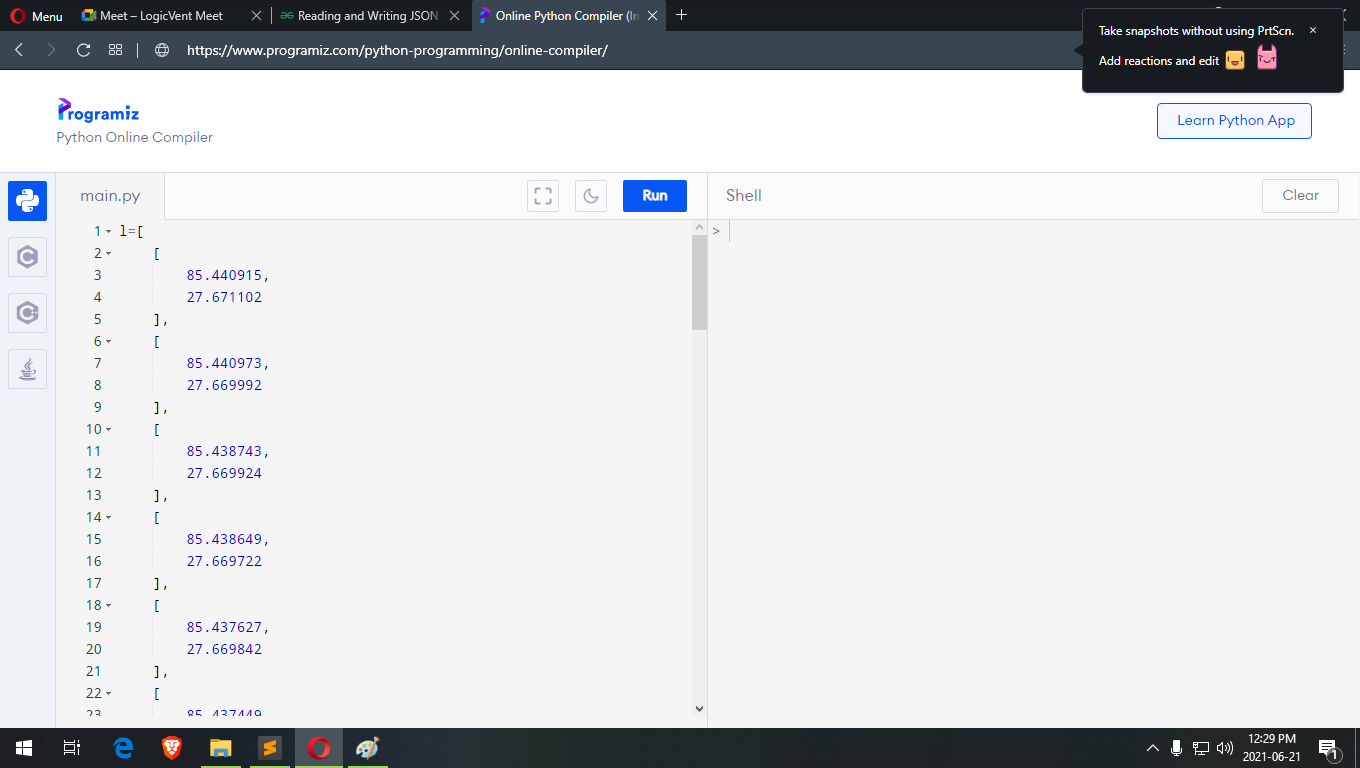 Menu
Meet – LogicVent Meet
Reading and Writing JSON
Online Python Compiler (In
https://www.programiz.com/python-programming/online-compiler/
Take snapshots without using PrtScn.
Add reactions and edit
Programiz
Python Online Compiler
Learn Python App
main.py
Run
Shell
Clear
1 l=[
2 [
3 85.440915,
4 27.671102
5 ],
6 [
7 85.440973,
8 27.669992
9 ],
10 [
11 85.438743,
12 27.669924
13 ],
14 [
15 85.438649,
16 27.669722
17 ],
18 [
19 85.437627,
20 27.669842
21 ],
22 [
23 85.437449
>
12:29 PM
2021-06-21
1